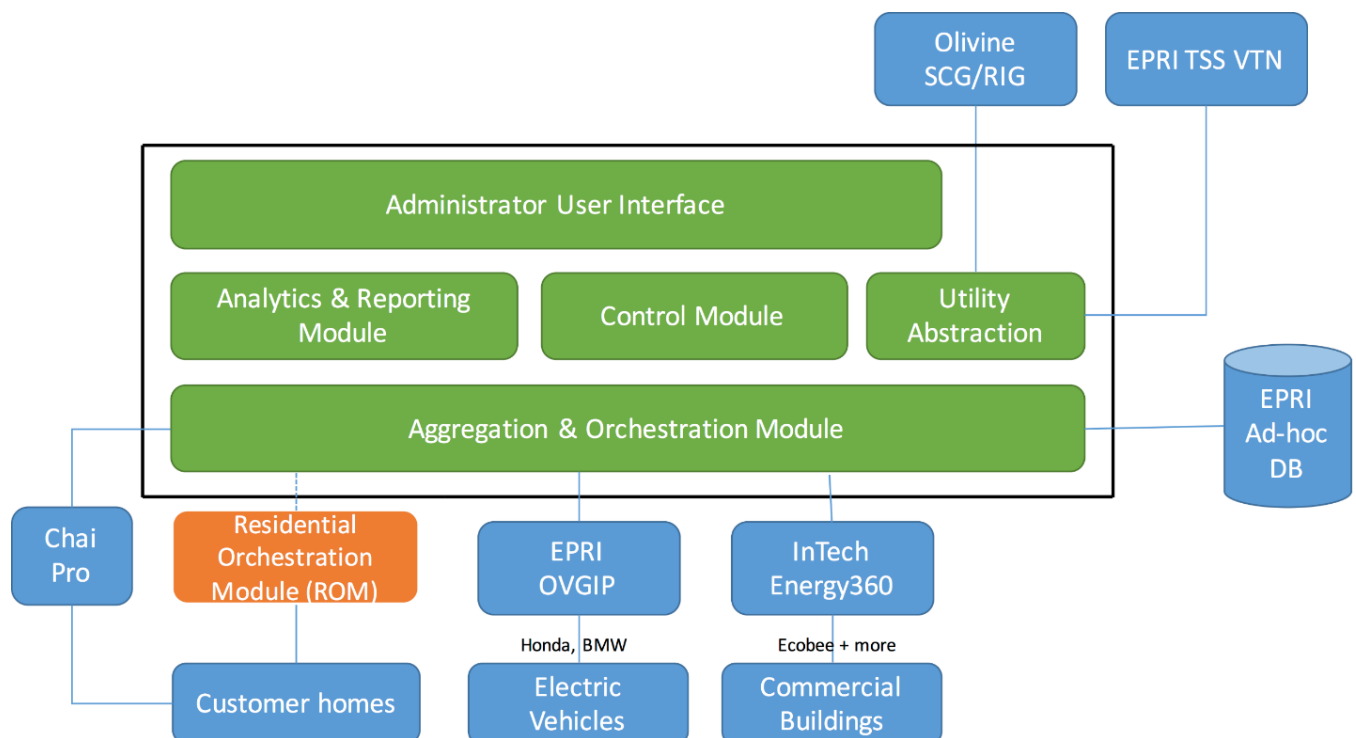 Olivine
SCG/RIG
EPRI TSS VTN
Administrator User Interface
Analytics & Reporting
Module
Control Module
Utility
Abstraction
Aggregation & Orchestration Module
EPRI
Ad-hoc
DB
Chai
Pro
Residential
Orchestration
Module (ROM)
EPRI
OVGIP
InTech
Energy360
Honda, BMW
Ecobee + more
Customer homes
Electric
Vehicles
Commercial
Buildings